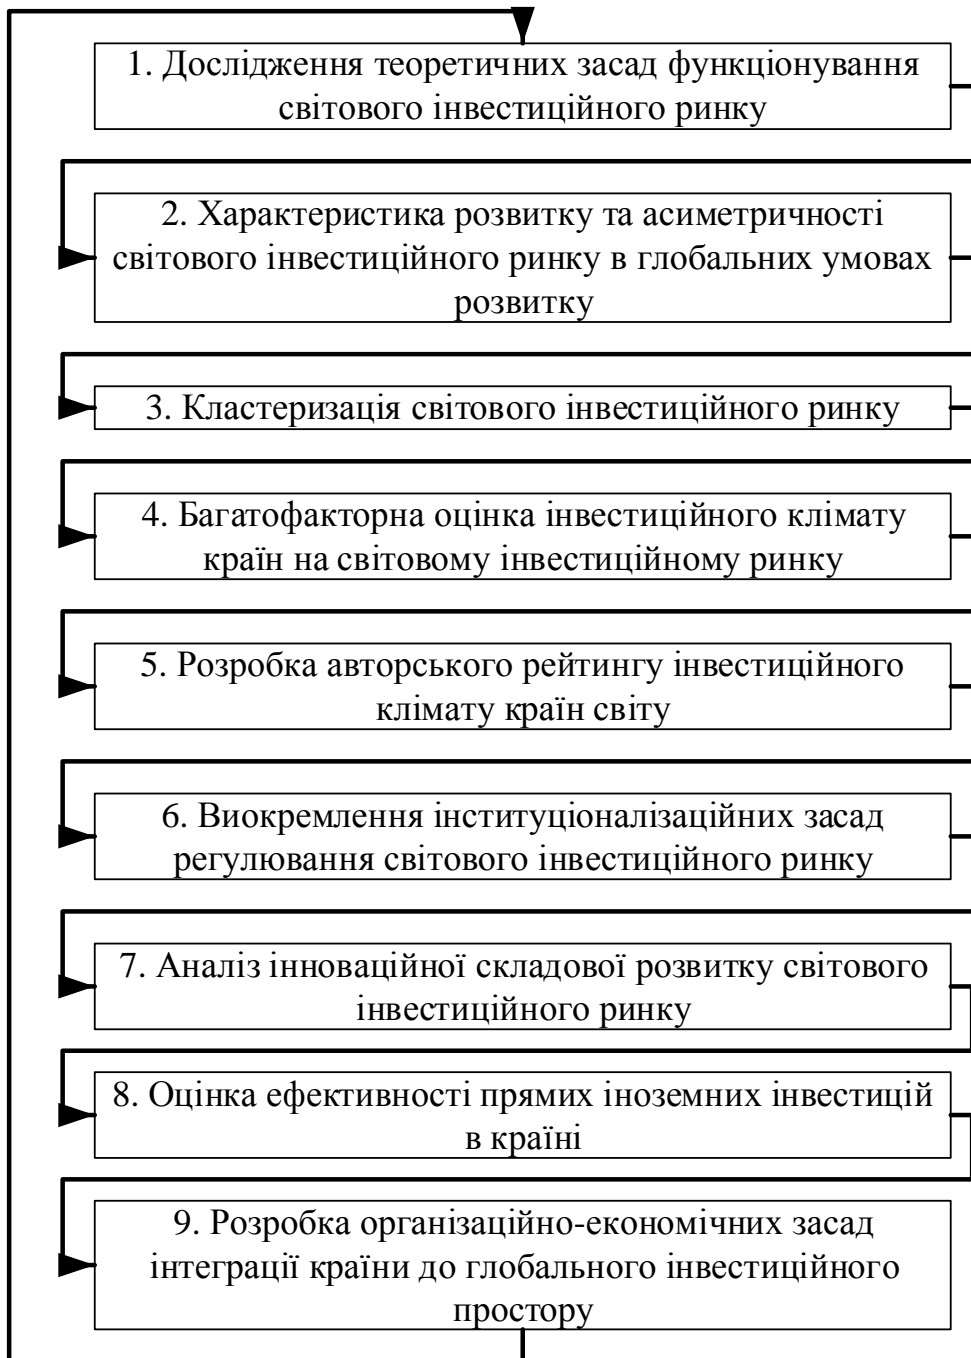 1. Дослідження теоретичних засад функціонування
світового інвестиційного ринку
2. Характеристика розвитку та асиметричності
світового інвестиційного ринку в глобальних умовах
розвитку
3. Кластеризація світового інвестиційного ринку
4. Багатофакторна оцінка інвестиційного клімату
країн на світовому інвестиційному ринку
5. Розробка авторського рейтингу інвестиційного
клімату країн світу
6. Виокремлення інституціоналізаційних засад
регулювання світового інвестиційного ринку
7. Аналіз інноваційної складової розвитку світового
інвестиційного ринку
8. Оцінка ефективності прямих іноземних інвестицій
в країні
9. Розробка організаційно-економічних засад
інтеграції країни до глобального інвестиційного
простору